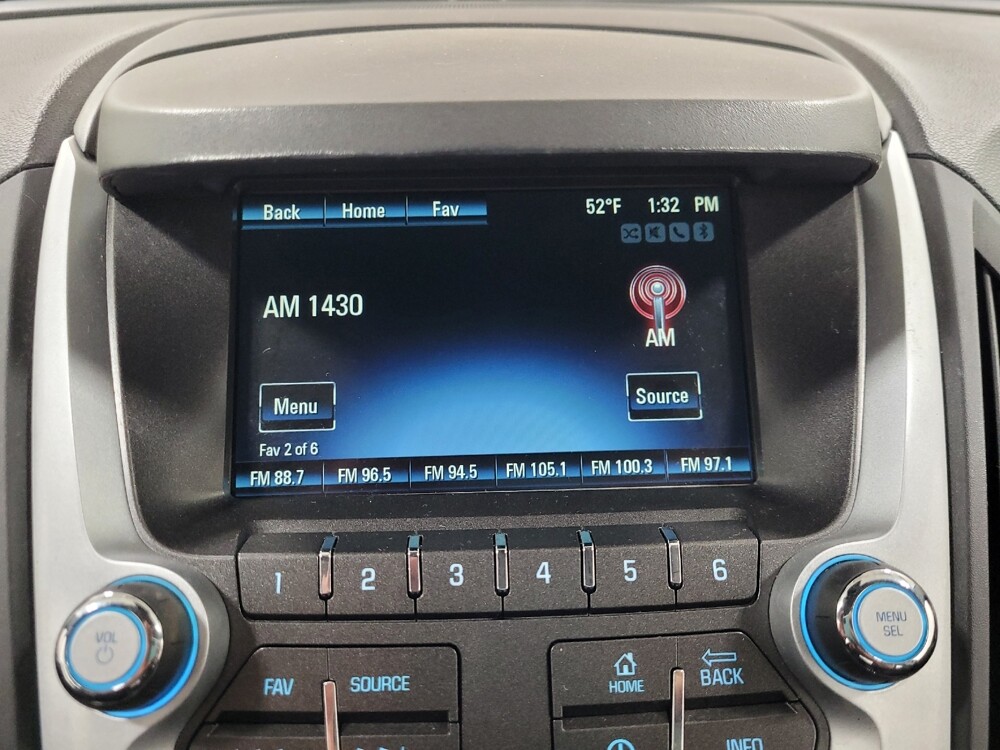 Back Home Fav 52°F 1:32 PM
AM 1430
AM
Menu Source
Fav 2 of 6
FM 88.7 FM 96.5 FM 94.5 FM 105.1 FM 100.3 FM 97.1
1 2 3 4 5 6
VOL MENU
SEL
FAV SOURCE HOME BACK
INFO